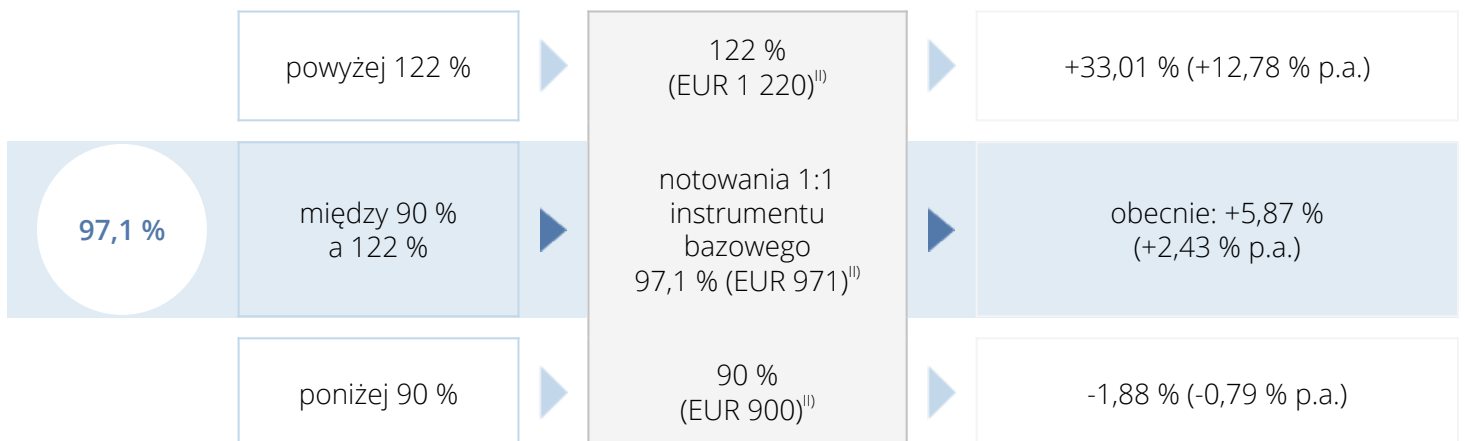 powyżej 122 %
122 %
(EUR 1 220)II)
+33,01 % (+12,78 % p.a.)
97,1 %
między 90 %
a 122 %
notowania 1:1
instrumentu
bazowego
97,1 % (EUR 971)II)
obecnie: +5,87 %
(+2,43 % p.a.)
poniżej 90 %
90 %
(EUR 900)II)
-1,88 % (-0,79 % p.a.)